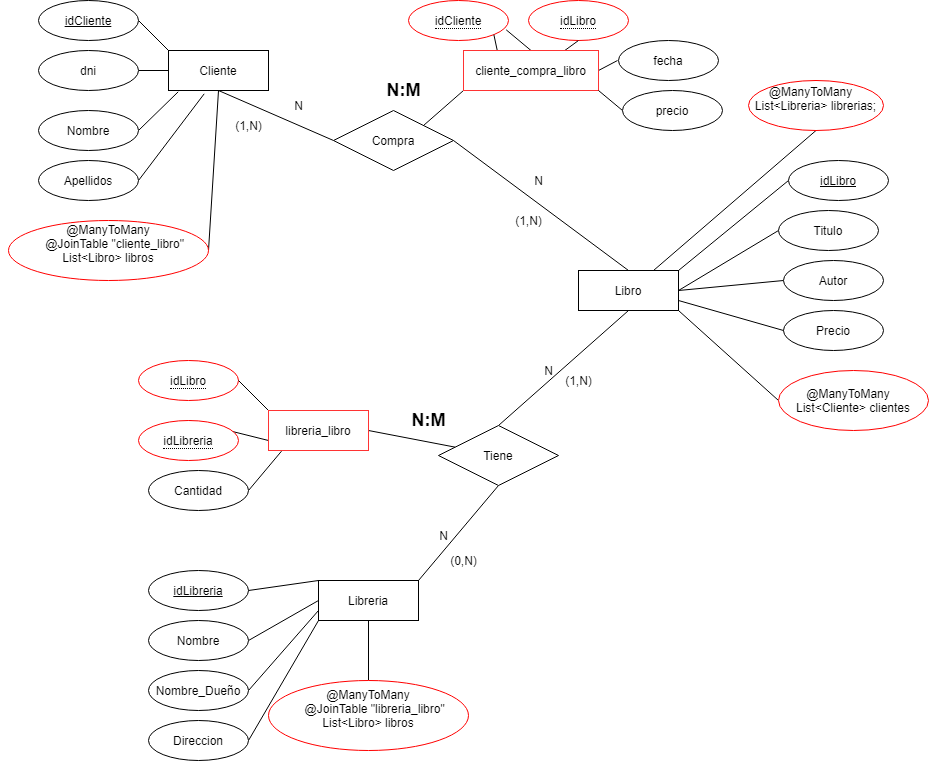 idCliente
idCliente
idLibro
dni
Cliente
cliente_compra_libro
fecha
precio
N:M
N
(1,N)
Compra
@ManyToMany
List<Libreria> librerias;
Nombre
Apellidos
N
(1,N)
idLibro
Titulo
Autor
Precio
@ManyToMany
@JoinTable "cliente_libro"
List<Libro> libros
Libro
N
(1,N)
@ManyToMany
List<Cliente> clientes
idLibro
idLibreria
Cantidad
libreria_libro
N:M
Tiene
N
(0,N)
idLibreria
Nombre
Nombre_Dueño
Direccion
Libreria
@ManyToMany
@JoinTable "libreria_libro"
List<Libro> libros